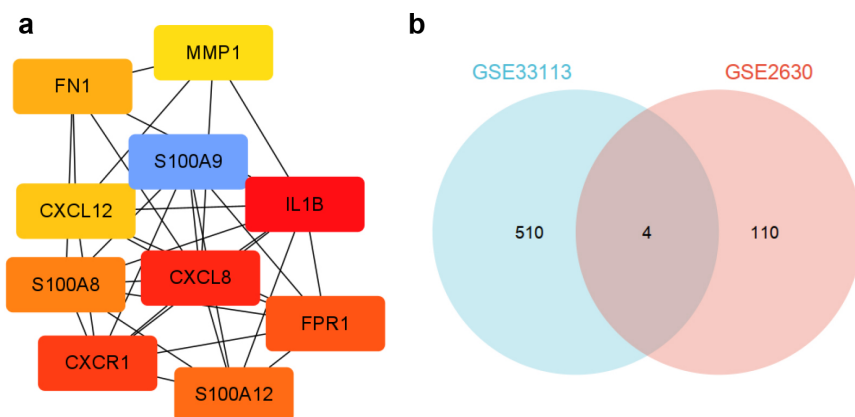 a
MMP1
FN1
S100A9
IL1B
CXCL12
CXCL8
S100A8
FPR1
CXCR1
S100A12
b
GSE33113
GSE2630
510
4
110